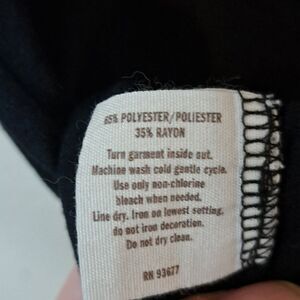 65% POLYESTER/POLIESTER
35% RAYON
Turn garment inside out.
Machine wash cold gentle cycle.
Use only non-chlorine
bleach when needed.
Line dry. Iron on lowest setting,
do not iron decoration.
Do not dry clean.
RN 93677